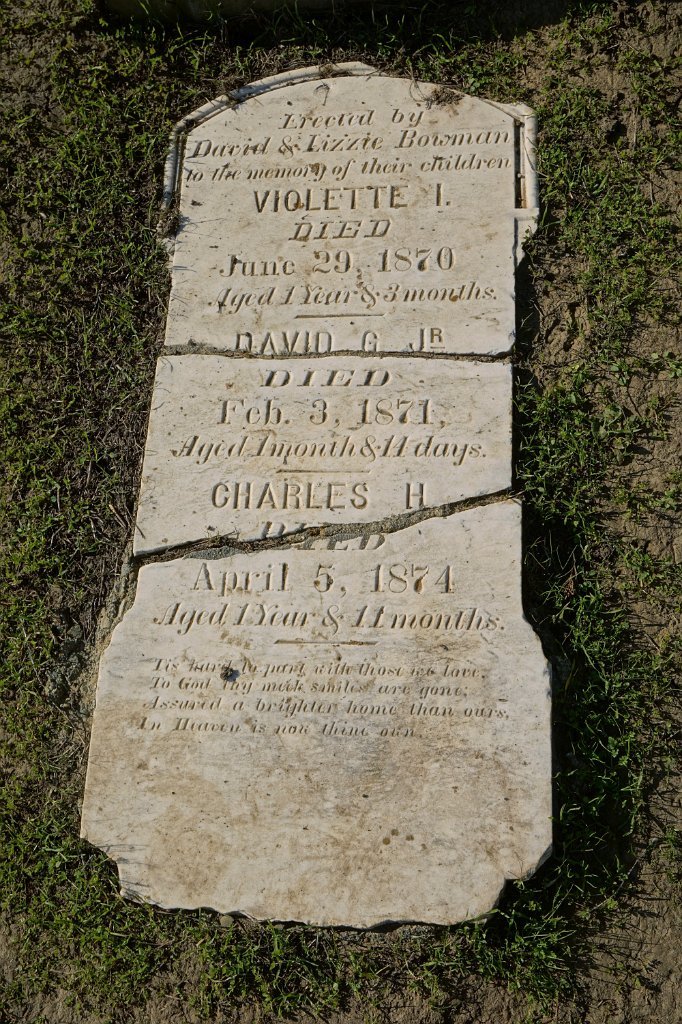 Erected by
David & Lizzie Bowman
to the memory of their children
VIOLETTE I.
DIED
June 29, 1870
Aged 1 Year & 3 months.
DAVID G. JR
DIED
Feb. 3, 1871,
Aged 1 month & 14 days.
CHARLES H.
DIED
April 5, 1874
Aged 1 Year & 11 months.
Tis hard to part with those we love,
To God thy meek smiles are gone;
Assured a brighter home than ours,
In Heaven is now thine own.